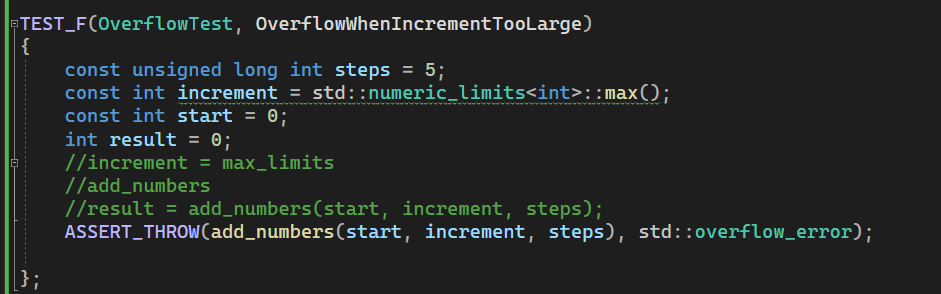 TEST_F(OverflowTest, OverflowWhenIncrementTooLarge)
{
    const unsigned long int steps = 5;
    const int increment = std::numeric_limits<int>::max();
    const int start = 0;
    int result = 0;
    //increment = max_limits
    //add_numbers
    //result = add_numbers(start, increment, steps);
    ASSERT_THROW(add_numbers(start, increment, steps), std::overflow_error);
};